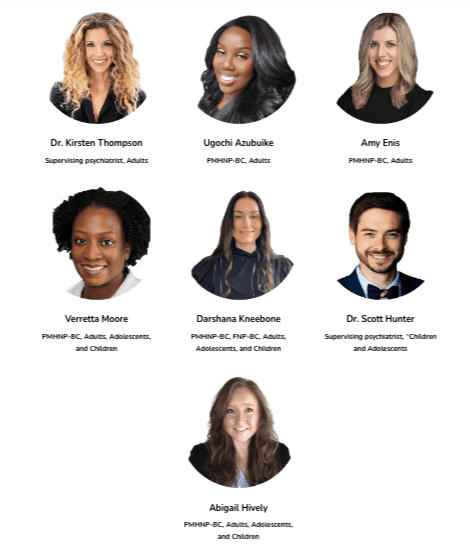 Dr. Kirsten Thompson
Supervising psychiatrist, Adults
Ugochi Azubuike
PMHNP-BC, Adults
Amy Enis
PMHNP-BC, Adults
Verretta Moore
PMHNP-BC, Adults, Adolescents,
and Children
Darshana Kneebone
PMHNP-BC, FNP-BC, Adults,
Adolescents, and Children
Dr. Scott Hunter
Supervising psychiatrist, "Children
and Adolescents
Abigail Hively
PMHNP-BC, Adults, Adolescents,
and Children